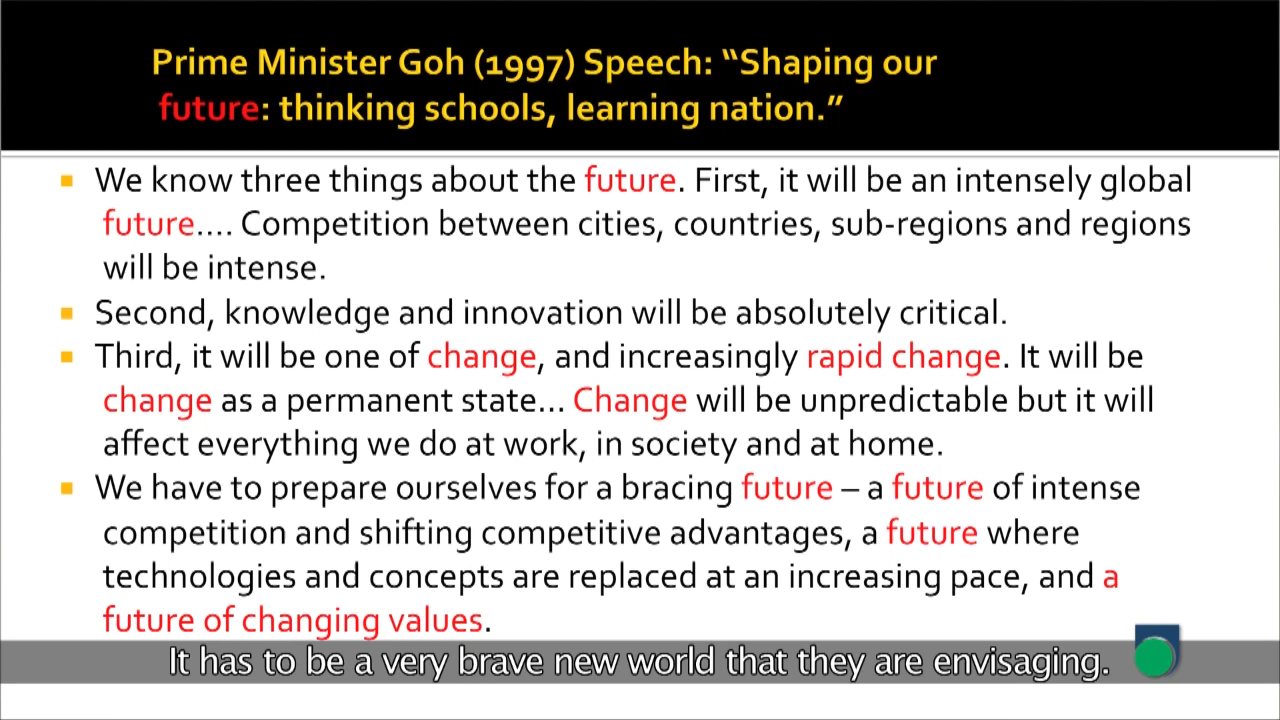 Prime Minister Goh (1997) Speech: “Shaping our
future: thinking schools, learning nation.”
▪ We know three things about the future. First, it will be an intensely global
future.... Competition between cities, countries, sub-regions and regions
will be intense.
▪ Second, knowledge and innovation will be absolutely critical.
▪ Third, it will be one of change, and increasingly rapid change. It will be
change as a permanent state... Change will be unpredictable but it will
affect everything we do at work, in society and at home.
▪ We have to prepare ourselves for a bracing future – a future of intense
competition and shifting competitive advantages, a future where
technologies and concepts are replaced at an increasing pace, and a
future of changing values.
It has to be a very brave new world that they are envisaging.